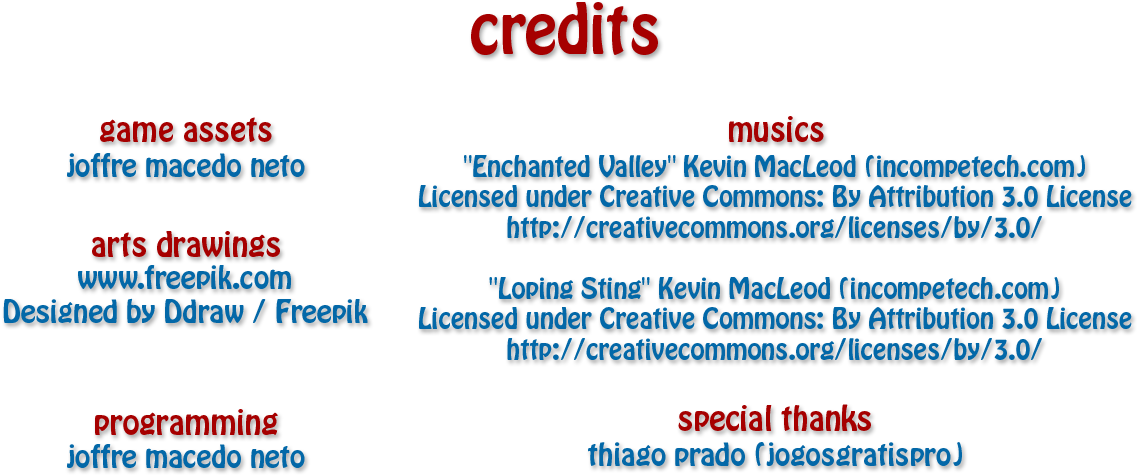 credits
game assets
joffre macedo neto
arts drawings
www.freepik.com
Designed by Ddraw / Freepik
programming
joffre macedo neto
musics
"Enchanted Valley" Kevin MacLeod (incompetech.com)
Licensed under Creative Commons: By Attribution 3.0 License
http://creativecommons.org/licenses/by/3.0/
"Loping Sting" Kevin MacLeod (incompetech.com)
Licensed under Creative Commons: By Attribution 3.0 License
http://creativecommons.org/licenses/by/3.0/
special thanks
thiago prado (jogosgratispro)